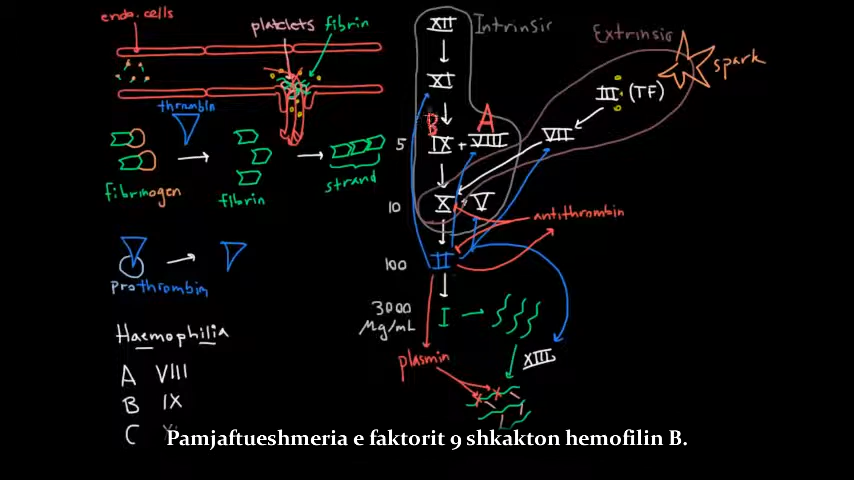 endo. cells
platelets
fibrin
thrombin
fibrinogen
fibrin
strand
prothrombin
Haemophilia
A VIII
B IX
C
XII
Intrinsic
Extrinsic
spark
XI
III (TF)
B
A
5
IX + VIII
VII
10
X
V
antithrombin
100
II
3000
µg/mL
I
XIII
plasmin
Pamjaftueshmeria e faktorit 9 shkakton hemofilin B.